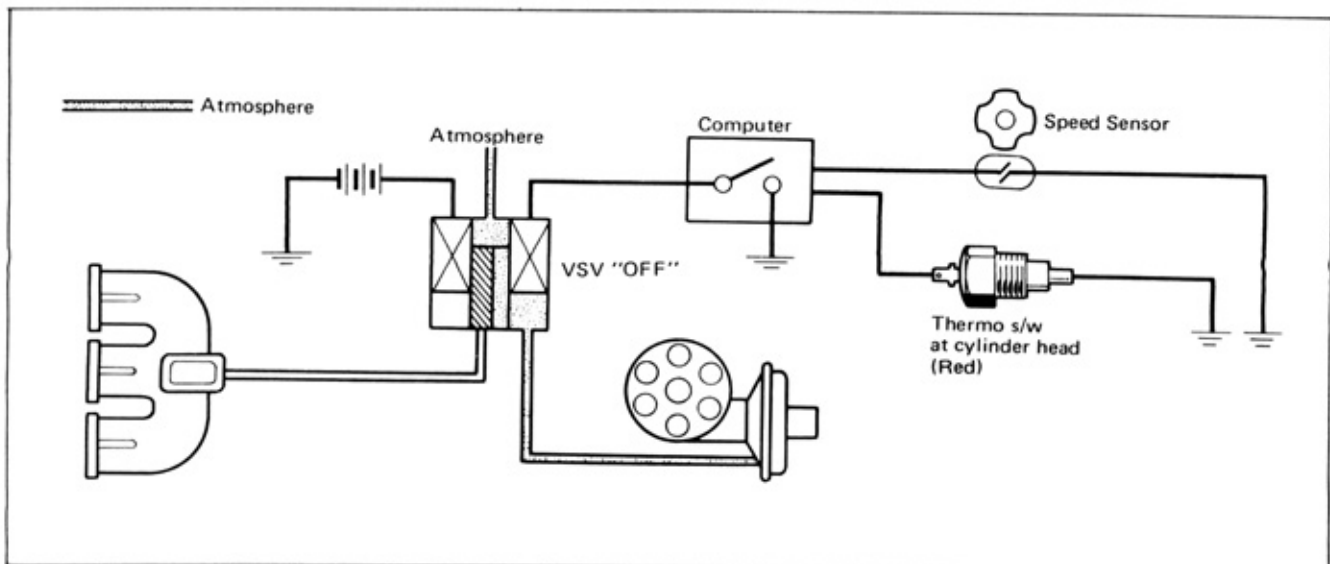 Atmosphere
Atmosphere
Computer
Speed Sensor
VSV "OFF"
Thermo s/w
at cylinder head
(Red)